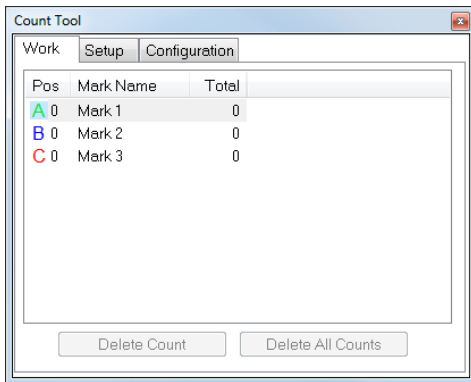 Count Tool
Work Setup Configuration
Pos Mark Name Total
A 0 Mark 1 0
B 0 Mark 2 0
C 0 Mark 3 0
Delete Count Delete All Counts